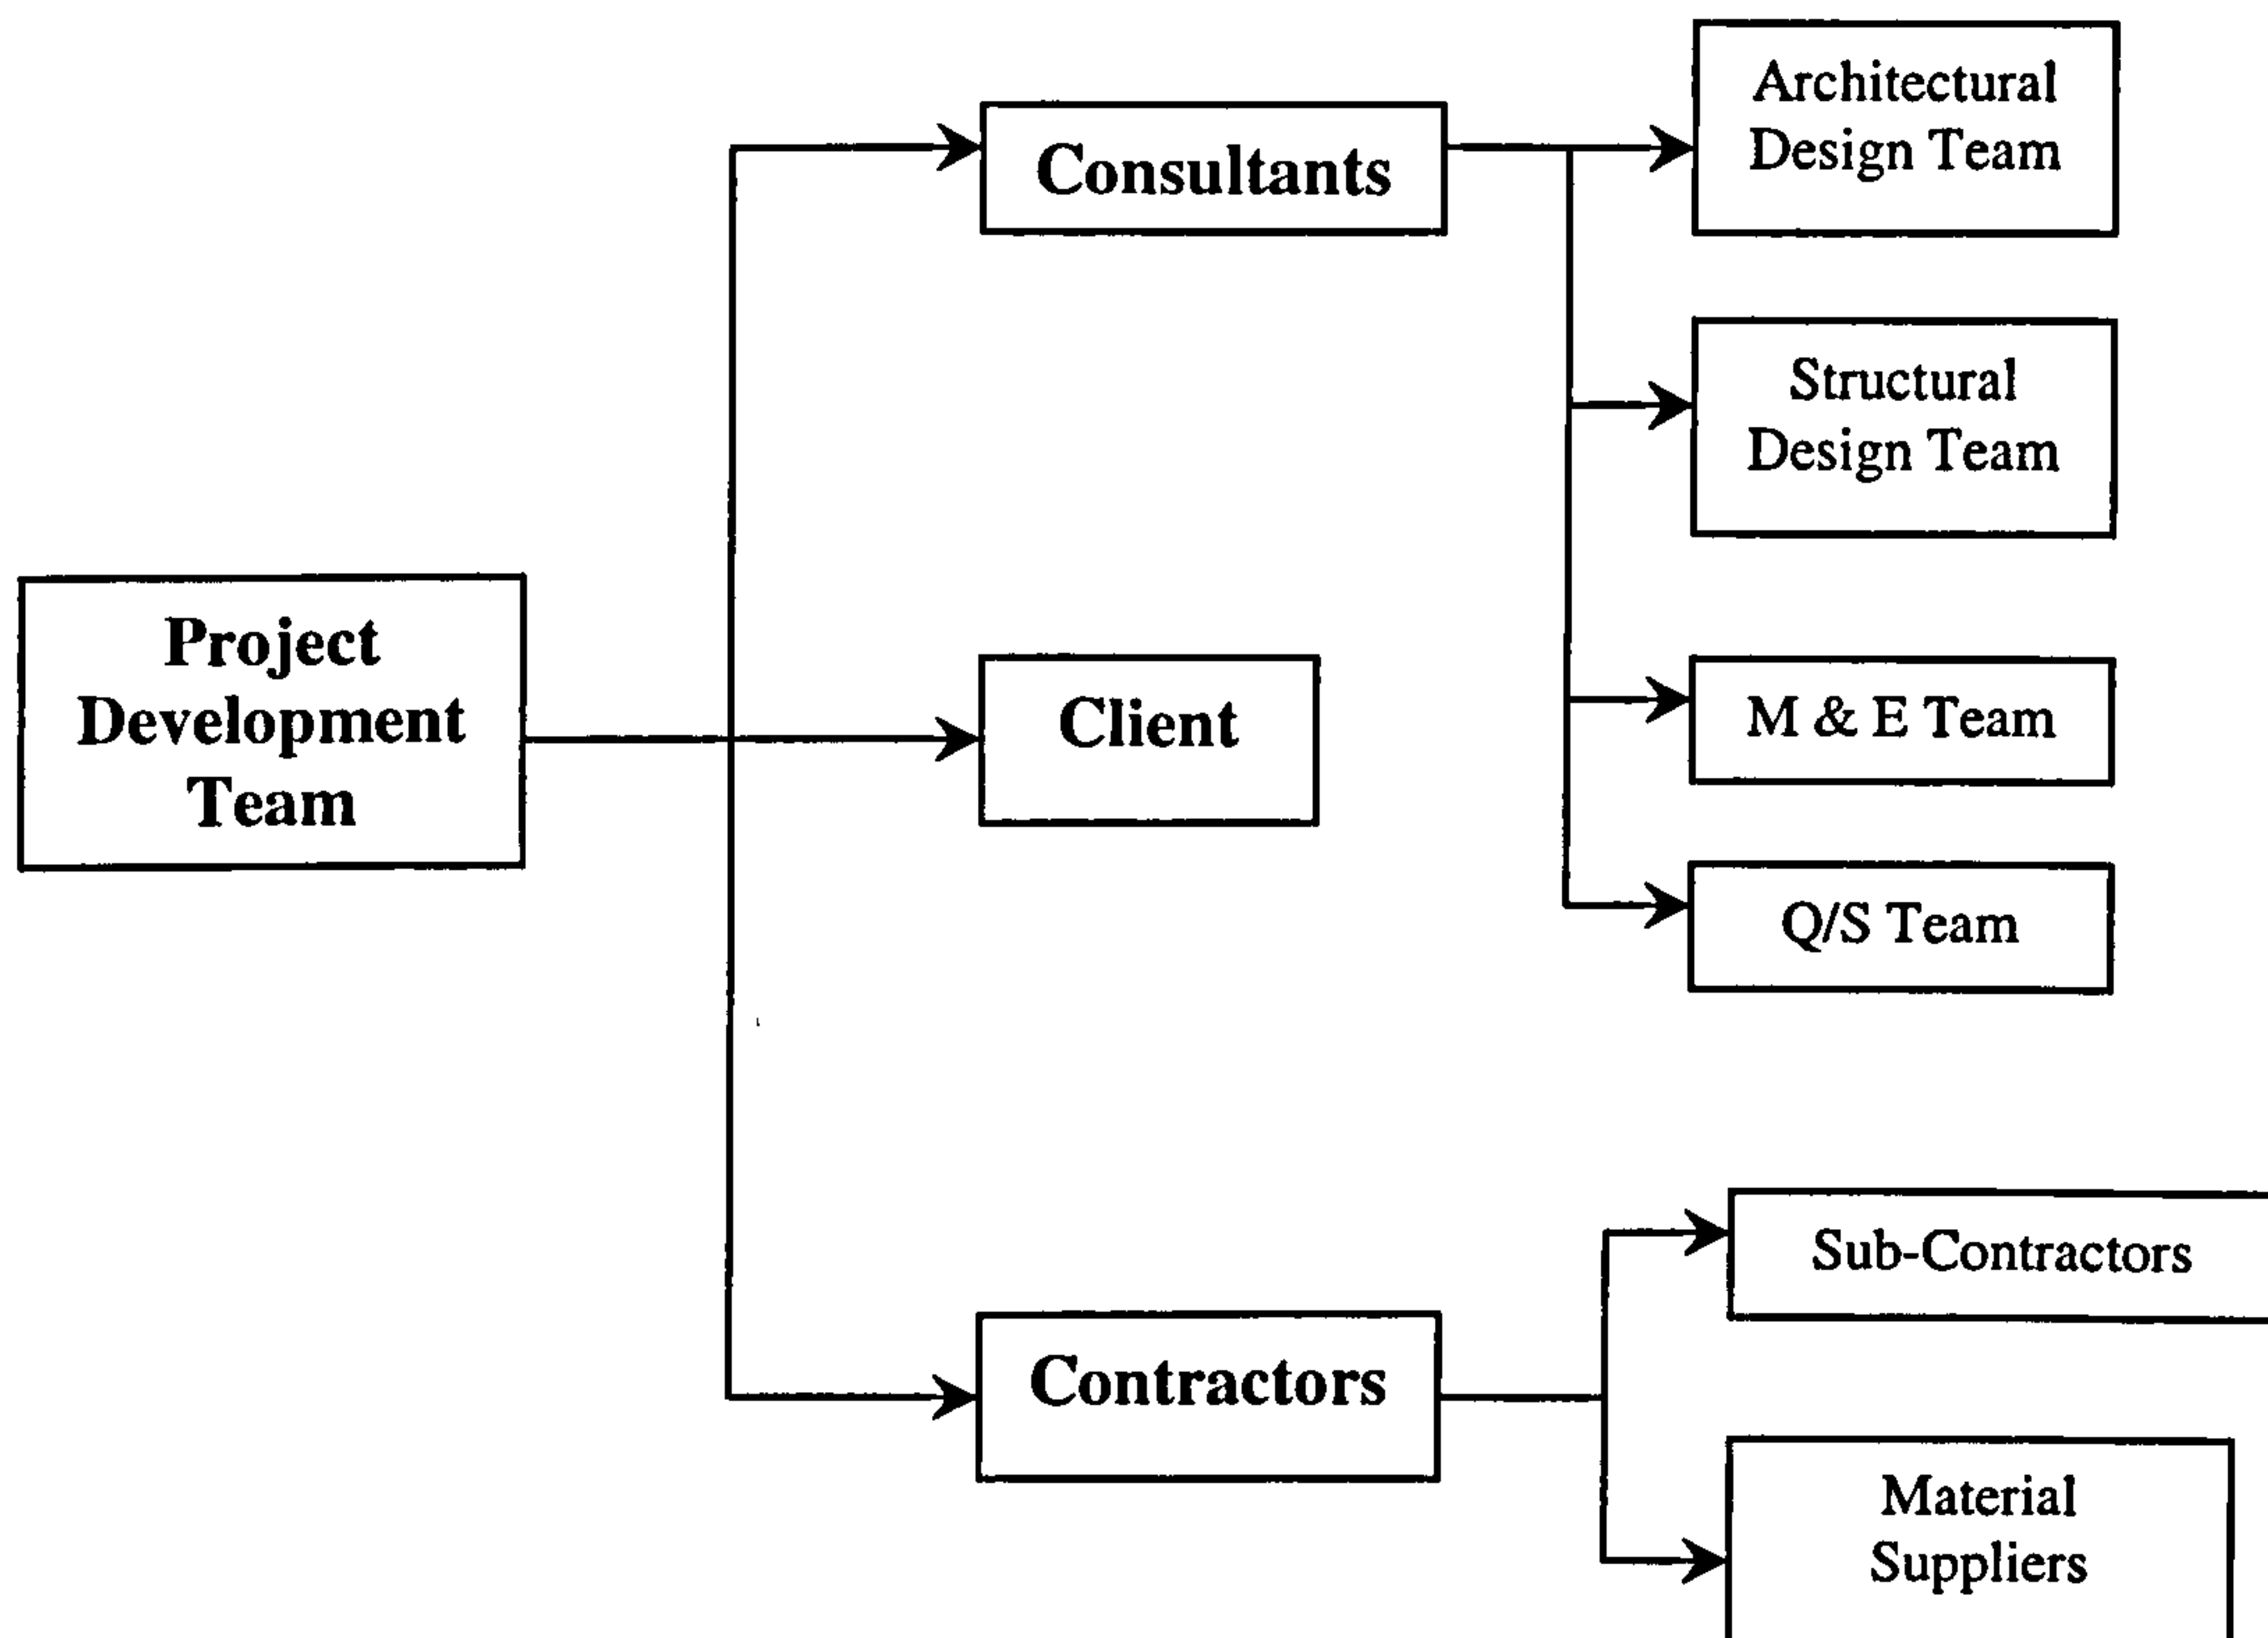 Project
Development
Team
Consultants
Client
Contractors
Architectural
Design Team
Structural
Design Team
M & E Team
Q/S Team
Sub-Contractors
Material
Suppliers